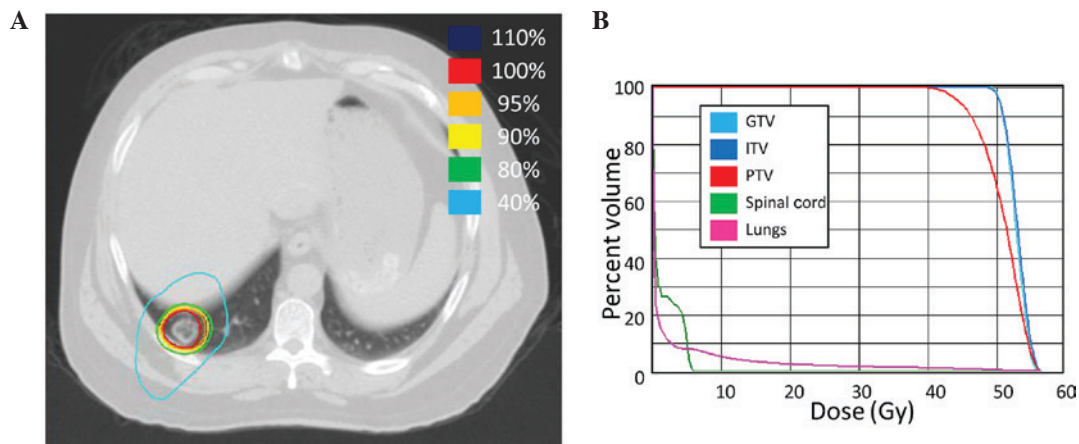 A
110%
100%
95%
90%
80%
40%
B
Percent volume
100
80
60
40
20
0
GTV
ITV
PTV
Spinal cord
Lungs
10 20 30 40 50 60
Dose (Gy)